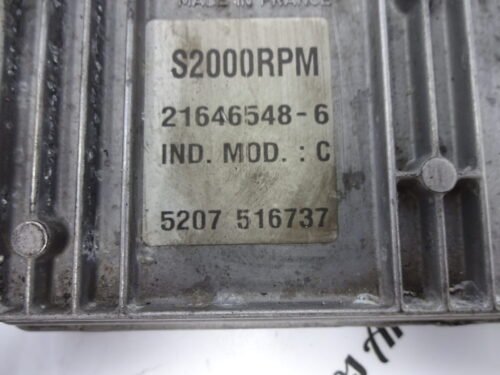 MADE IN FRANCE
S2000RPM
21646548-6
IND. MOD. : C
5207 516737